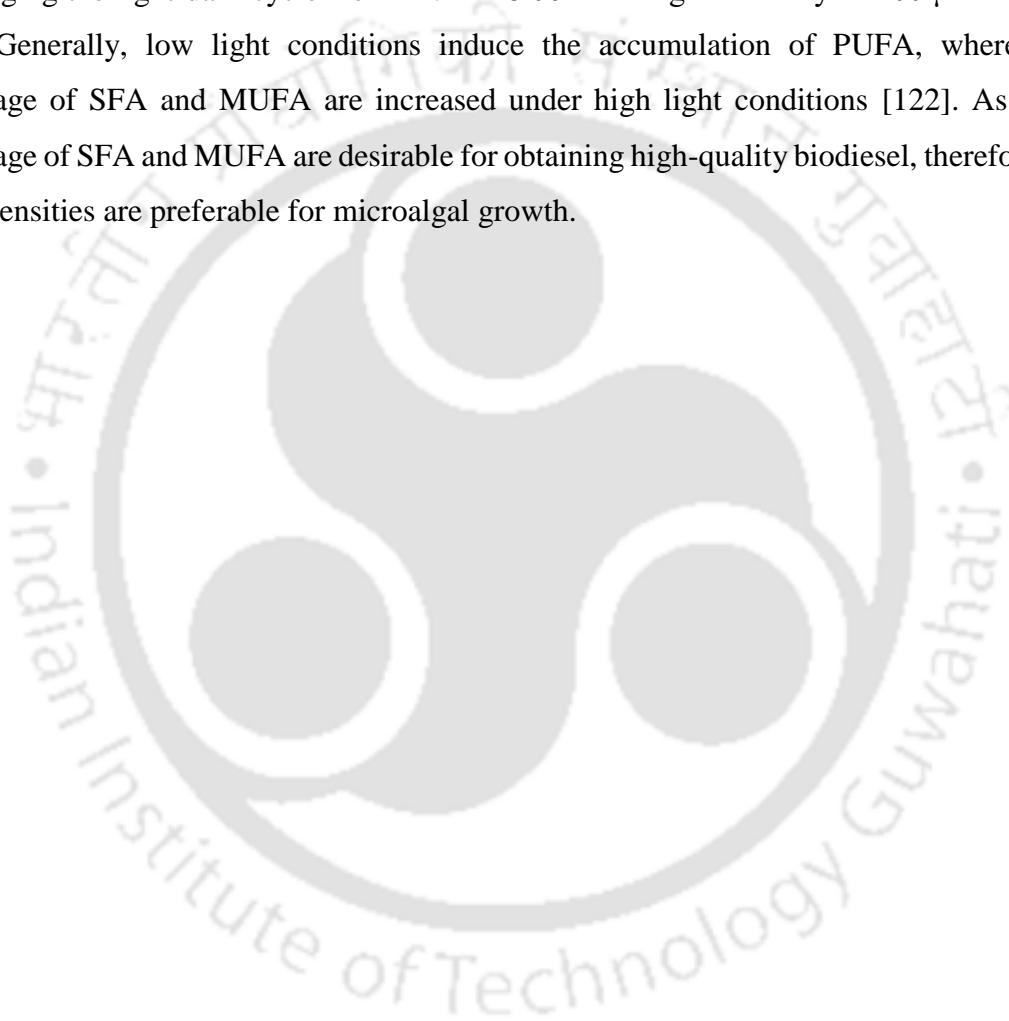 Generally, low light conditions induce the accumulation of PUFA, where
age of SFA and MUFA are increased under high light conditions [122]. As
age of SFA and MUFA are desirable for obtaining high-quality biodiesel, therefo
ensities are preferable for microalgal growth.
भारतीय प्रौद्योगिकी संस्थान गुवाहाटी
Indian Institute of Technology Guwahati